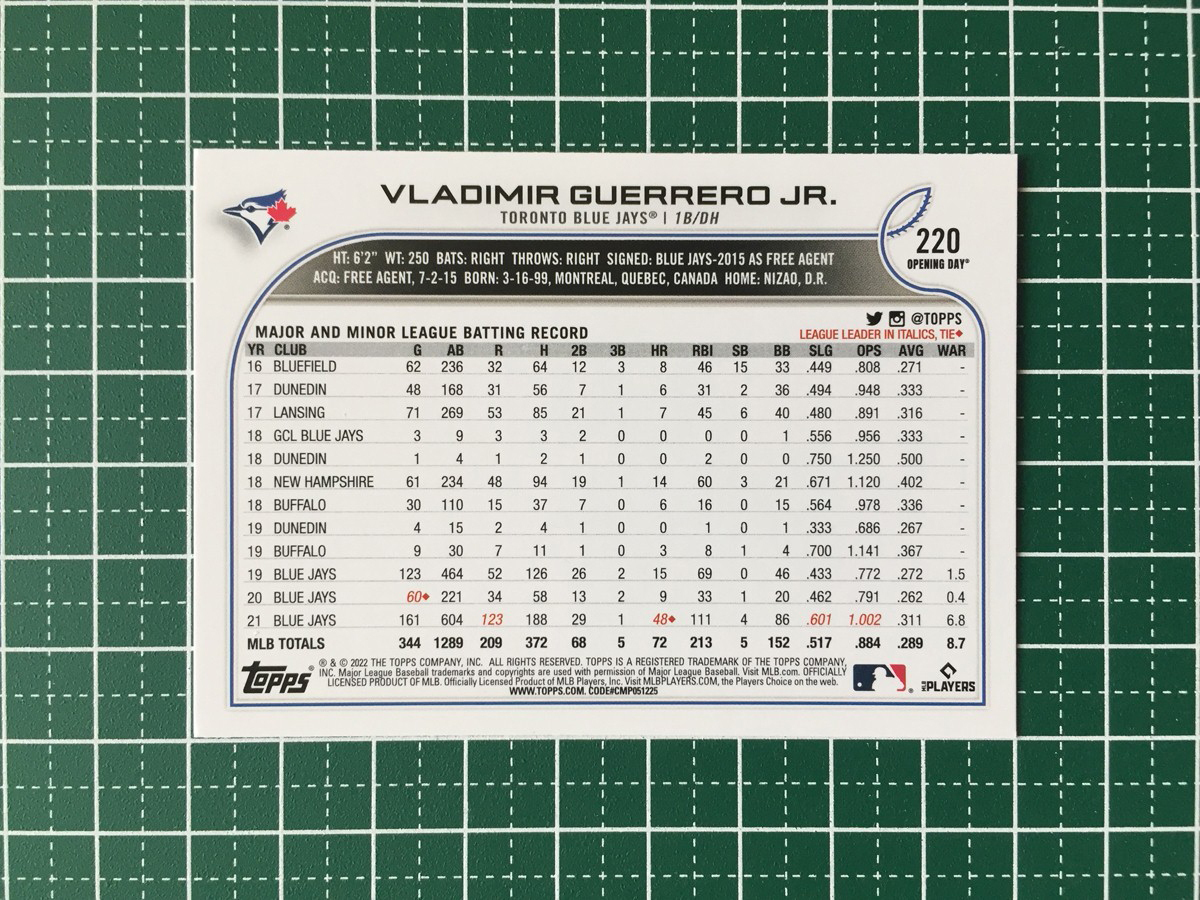 VLADIMIR GUERRERO JR.
TORONTO BLUE JAYS® | 1B/DH
220
OPENING DAY®
HT: 6'2" WT: 250 BATS: RIGHT THROWS: RIGHT SIGNED: BLUE JAYS-2015 AS FREE AGENT
ACQ: FREE AGENT, 7-2-15 BORN: 3-16-99, MONTREAL, QUEBEC, CANADA HOME: NIZAO, D.R.
@TOPPS
MAJOR AND MINOR LEAGUE BATTING RECORD
LEAGUE LEADER IN ITALICS, TIE◆
YR CLUB G AB R H 2B 3B HR RBI SB BB SLG OPS AVG WAR
16 BLUEFIELD 62 236 32 64 12 3 8 46 15 33 .449 .808 .271 -
17 DUNEDIN 48 168 31 56 7 1 6 31 2 36 .494 .948 .333 -
17 LANSING 71 269 53 85 21 1 7 45 6 40 .480 .891 .316 -
18 GCL BLUE JAYS 3 9 3 3 2 0 0 0 0 1 .556 .956 .333 -
18 DUNEDIN 1 4 1 2 1 0 0 2 0 0 .750 1.250 .500 -
18 NEW HAMPSHIRE 61 234 48 94 19 1 14 60 3 21 .671 1.120 .402 -
18 BUFFALO 30 110 15 37 7 0 6 16 0 15 .564 .978 .336 -
19 DUNEDIN 4 15 2 4 1 0 0 1 0 1 .333 .686 .267 -
19 BUFFALO 9 30 7 11 1 0 3 8 1 4 .700 1.141 .367 -
19 BLUE JAYS 123 464 52 126 26 2 15 69 0 46 .433 .772 .272 1.5
20 BLUE JAYS 60◆ 221 34 58 13 2 9 33 1 20 .462 .791 .262 0.4
21 BLUE JAYS 161 604 123 188 29 1 48◆ 111 4 86 .601 1.002 .311 6.8
MLB TOTALS 344 1289 209 372 68 5 72 213 5 152 .517 .884 .289 8.7
Topps®
® & © 2022 THE TOPPS COMPANY, INC. ALL RIGHTS RESERVED. TOPPS IS A REGISTERED TRADEMARK OF THE TOPPS COMPANY,
INC. Major League Baseball trademarks and copyrights are used with permission of Major League Baseball. Visit MLB.com. OFFICIALLY
LICENSED PRODUCT OF MLB. Officially Licensed Product of MLB Players, Inc. Visit MLBPLAYERS.COM, the Players Choice on the web.
WWW.TOPPS.COM. CODE#CMP051225
MLB PLAYERS